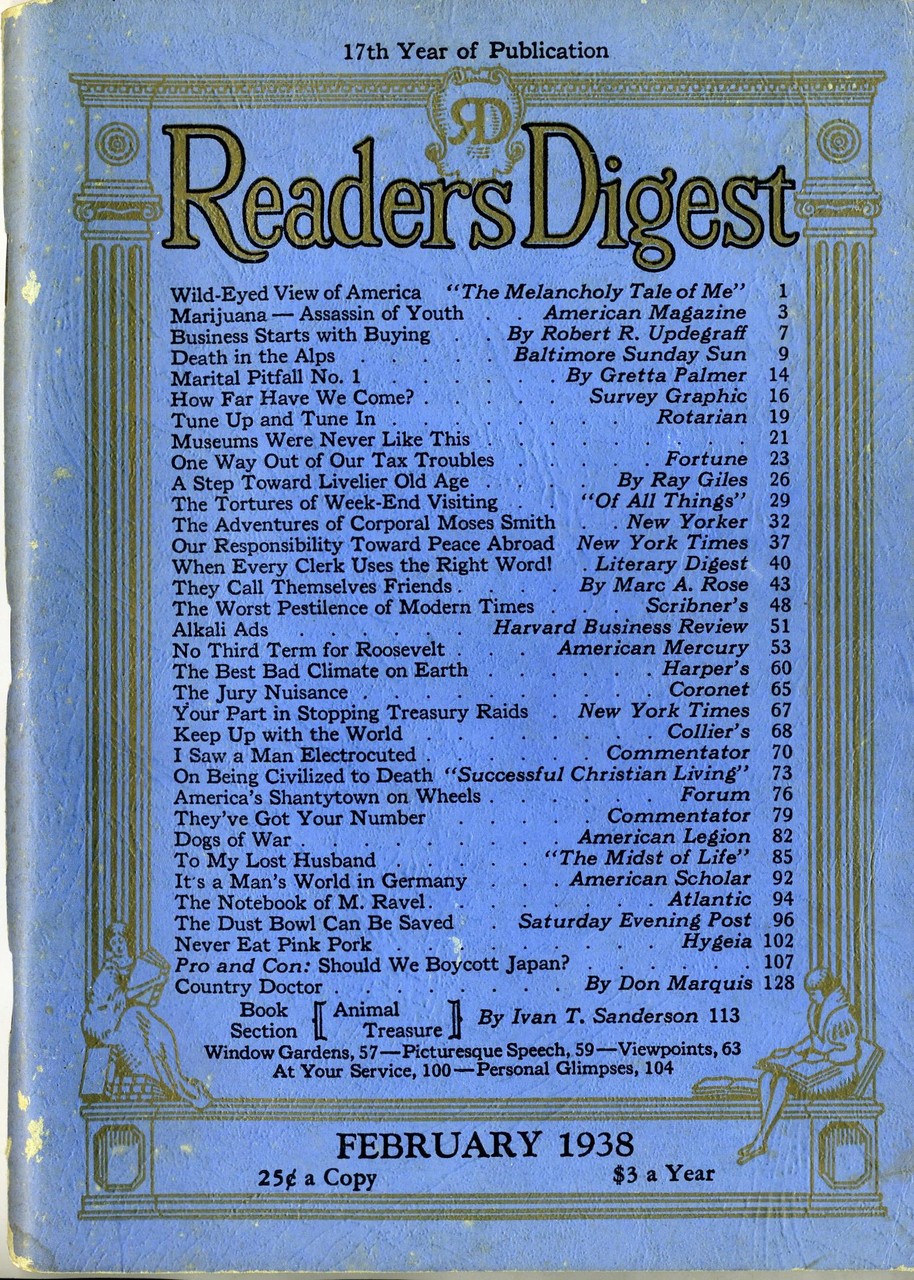 17th Year of Publication
RD
Readers Digest
Wild-Eyed View of America "The Melancholy Tale of Me" 1
Marijuana — Assassin of Youth . . American Magazine 3
Business Starts with Buying . . By Robert R. Updegraff 7
Death in the Alps . . . . . Baltimore Sunday Sun 9
Marital Pitfall No. 1 . . . . . . . By Gretta Palmer 14
How Far Have We Come? . . . . . . Survey Graphic 16
Tune Up and Tune In . . . . . . . . Rotarian 19
Museums Were Never Like This . . . . . . . . . 21
One Way Out of Our Tax Troubles . . . . . Fortune 23
A Step Toward Livelier Old Age . . . . By Ray Giles 26
The Tortures of Week-End Visiting . . "Of All Things" 29
The Adventures of Corporal Moses Smith . . New Yorker 32
Our Responsibility Toward Peace Abroad New York Times 37
When Every Clerk Uses the Right Word! . Literary Digest 40
They Call Themselves Friends . . . . By Marc A. Rose 43
The Worst Pestilence of Modern Times . . . Scribner's 48
Alkali Ads . . . . . . Harvard Business Review 51
No Third Term for Roosevelt . . . American Mercury 53
The Best Bad Climate on Earth . . . . . . Harper's 60
The Jury Nuisance . . . . . . . . . . Coronet 65
Your Part in Stopping Treasury Raids . New York Times 67
Keep Up with the World . . . . . . . Collier's 68
I Saw a Man Electrocuted . . . . . Commentator 70
On Being Civilized to Death "Successful Christian Living" 73
America's Shantytown on Wheels . . . . . . Forum 76
They've Got Your Number . . . . . Commentator 79
Dogs of War . . . . . . . . American Legion 82
To My Lost Husband . . . . "The Midst of Life" 85
It's a Man's World in Germany . . . American Scholar 92
The Notebook of M. Ravel . . . . . . . Atlantic 94
The Dust Bowl Can Be Saved . Saturday Evening Post 96
Never Eat Pink Pork . . . . . . . . Hygeia 102
Pro and Con: Should We Boycott Japan? . . . . . . 107
Country Doctor . . . . . . . . By Don Marquis 128
Book Section [ Animal Treasure ] By Ivan T. Sanderson 113
Window Gardens, 57—Picturesque Speech, 59—Viewpoints, 63
At Your Service, 100—Personal Glimpses, 104
FEBRUARY 1938
25¢ a Copy $3 a Year